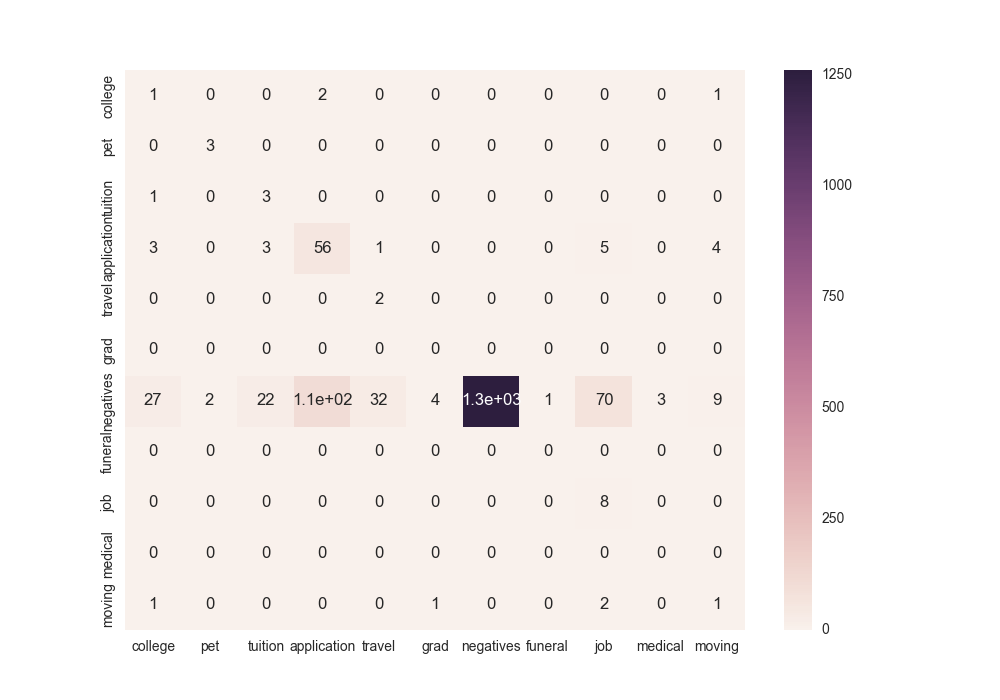 college 1 0 0 2 0 0 0 0 0 0 1
pet 0 3 0 0 0 0 0 0 0 0 0
tuition 1 0 3 0 0 0 0 0 0 0 0
application 3 0 3 56 1 0 0 0 5 0 4
travel 0 0 0 0 2 0 0 0 0 0 0
grad 0 0 0 0 0 0 0 0 0 0 0
negatives 27 2 22 1.1e+02 32 4 1.3e+03 1 70 3 9
funeral 0 0 0 0 0 0 0 0 0 0 0
job 0 0 0 0 0 0 0 0 8 0 0
medical 0 0 0 0 0 0 0 0 0 0 0
moving 1 0 0 0 0 1 0 0 2 0 1
college pet tuition application travel grad negatives funeral job medical moving
1250
1000
750
500
250
0